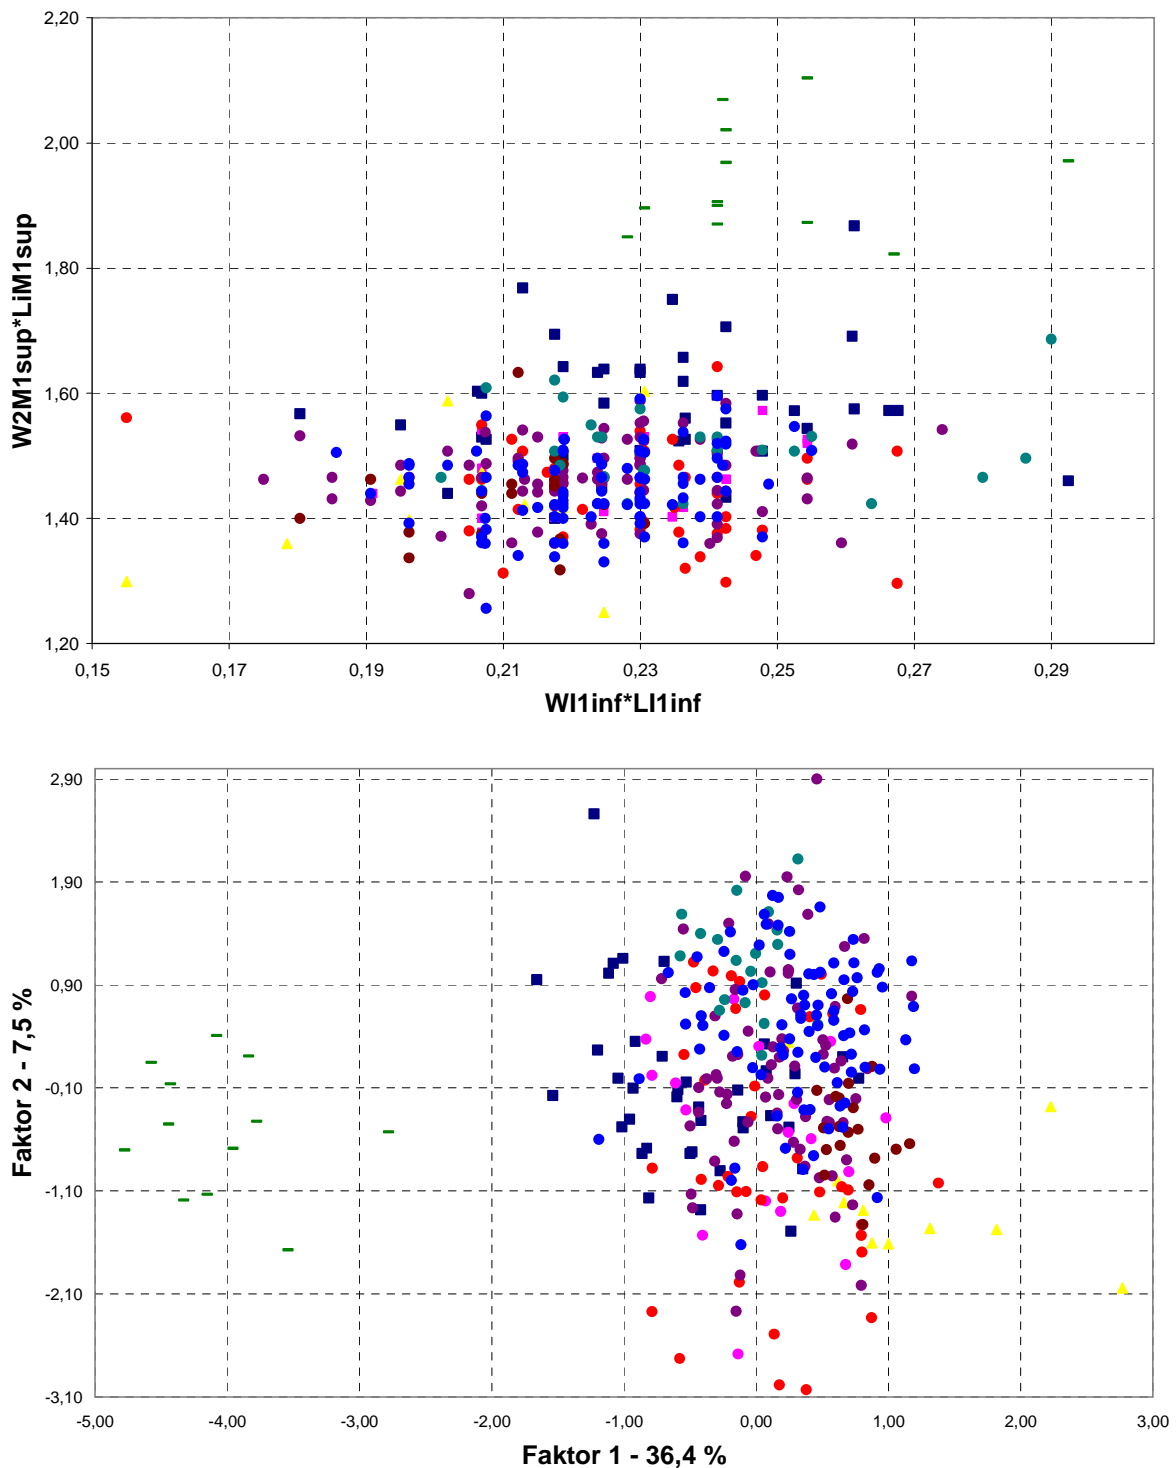 2,20
2,00
1,80
1,60
1,40
1,20
W2M1sup*LiM1sup
0,15 0,17 0,19 0,21 0,23 0,25 0,27 0,29
WI1inf*LI1inf
2,90
1,90
0,90
-0,10
-1,10
-2,10
-3,10
Faktor 2 - 7,5 %
-5,00 -4,00 -3,00 -2,00 -1,00 0,00 1,00 2,00 3,00
Faktor 1 - 36,4 %